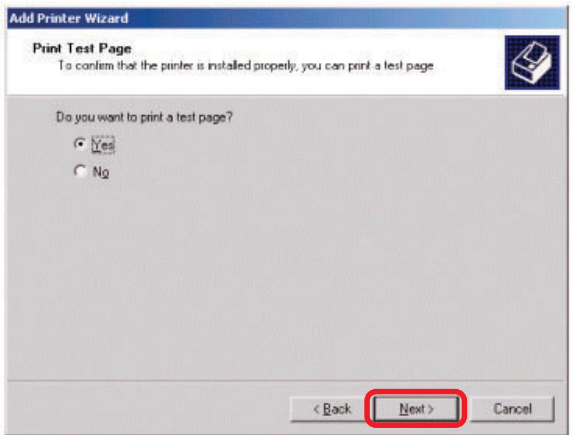 Add Printer Wizard
Print Test Page
To confirm that the printer is installed properly, you can print a test page
Do you want to print a test page?
Yes
No
< Back
Next >
Cancel